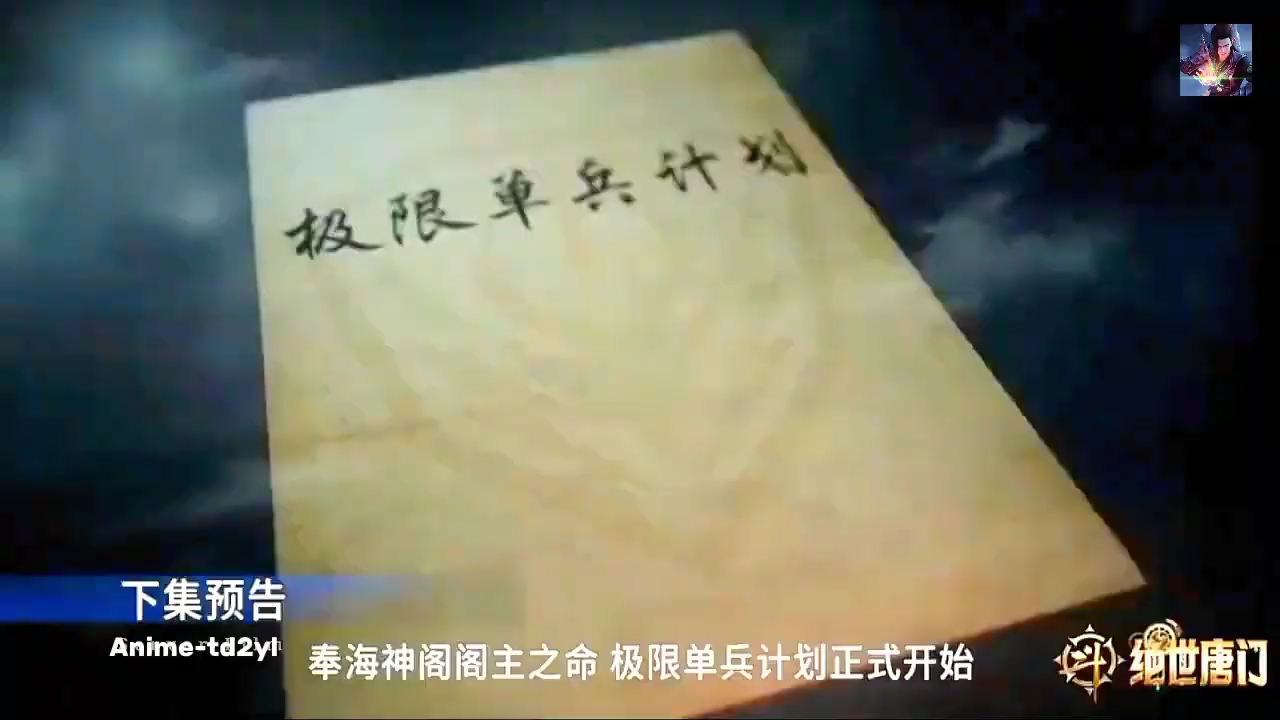 极限单兵计划
下集预告
Anime-td2yl
奉海神阁阁主之命 极限单兵计划正式开始
斗
绝世唐门